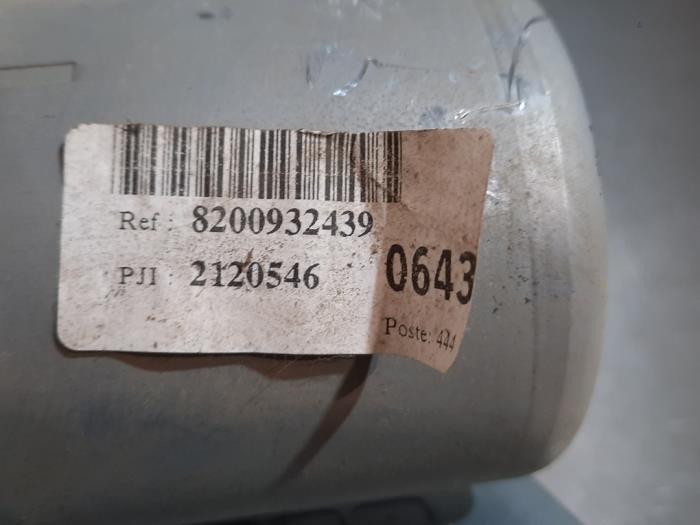 Ref : 8200932439
PJI : 2120546
0643
Poste: 444